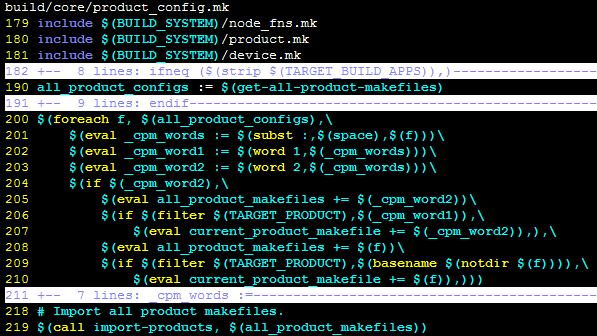 build/core/product_config.mk
179 include $(BUILD_SYSTEM)/node_fns.mk
180 include $(BUILD_SYSTEM)/product.mk
181 include $(BUILD_SYSTEM)/device.mk
182 +--  8 lines: ifneq ($(strip $(TARGET_BUILD_APPS)),)---------------------
190 all_product_configs := $(get-all-product-makefiles)
191 +--  9 lines: endif------------------------------------------------------
200 $(foreach f, $(all_product_configs),\
201     $(eval _cpm_words := $(subst :,$(space),$(f)))\
202     $(eval _cpm_word1 := $(word 1,$(_cpm_words)))\
203     $(eval _cpm_word2 := $(word 2,$(_cpm_words)))\
204     $(if $(_cpm_word2),\
205         $(eval all_product_makefiles += $(_cpm_word2))\
206         $(if $(filter $(TARGET_PRODUCT),$(_cpm_word1)),\
207             $(eval current_product_makefile += $(_cpm_word2)),),\
208         $(eval all_product_makefiles += $(f))\
209         $(if $(filter $(TARGET_PRODUCT),$(basename $(notdir $(f)))),\
210             $(eval current_product_makefile += $(f)),)))
211 +--  7 lines: _cpm_words :=----------------------------------------------
218 # Import all product makefiles.
219 $(call import-products, $(all_product_makefiles))